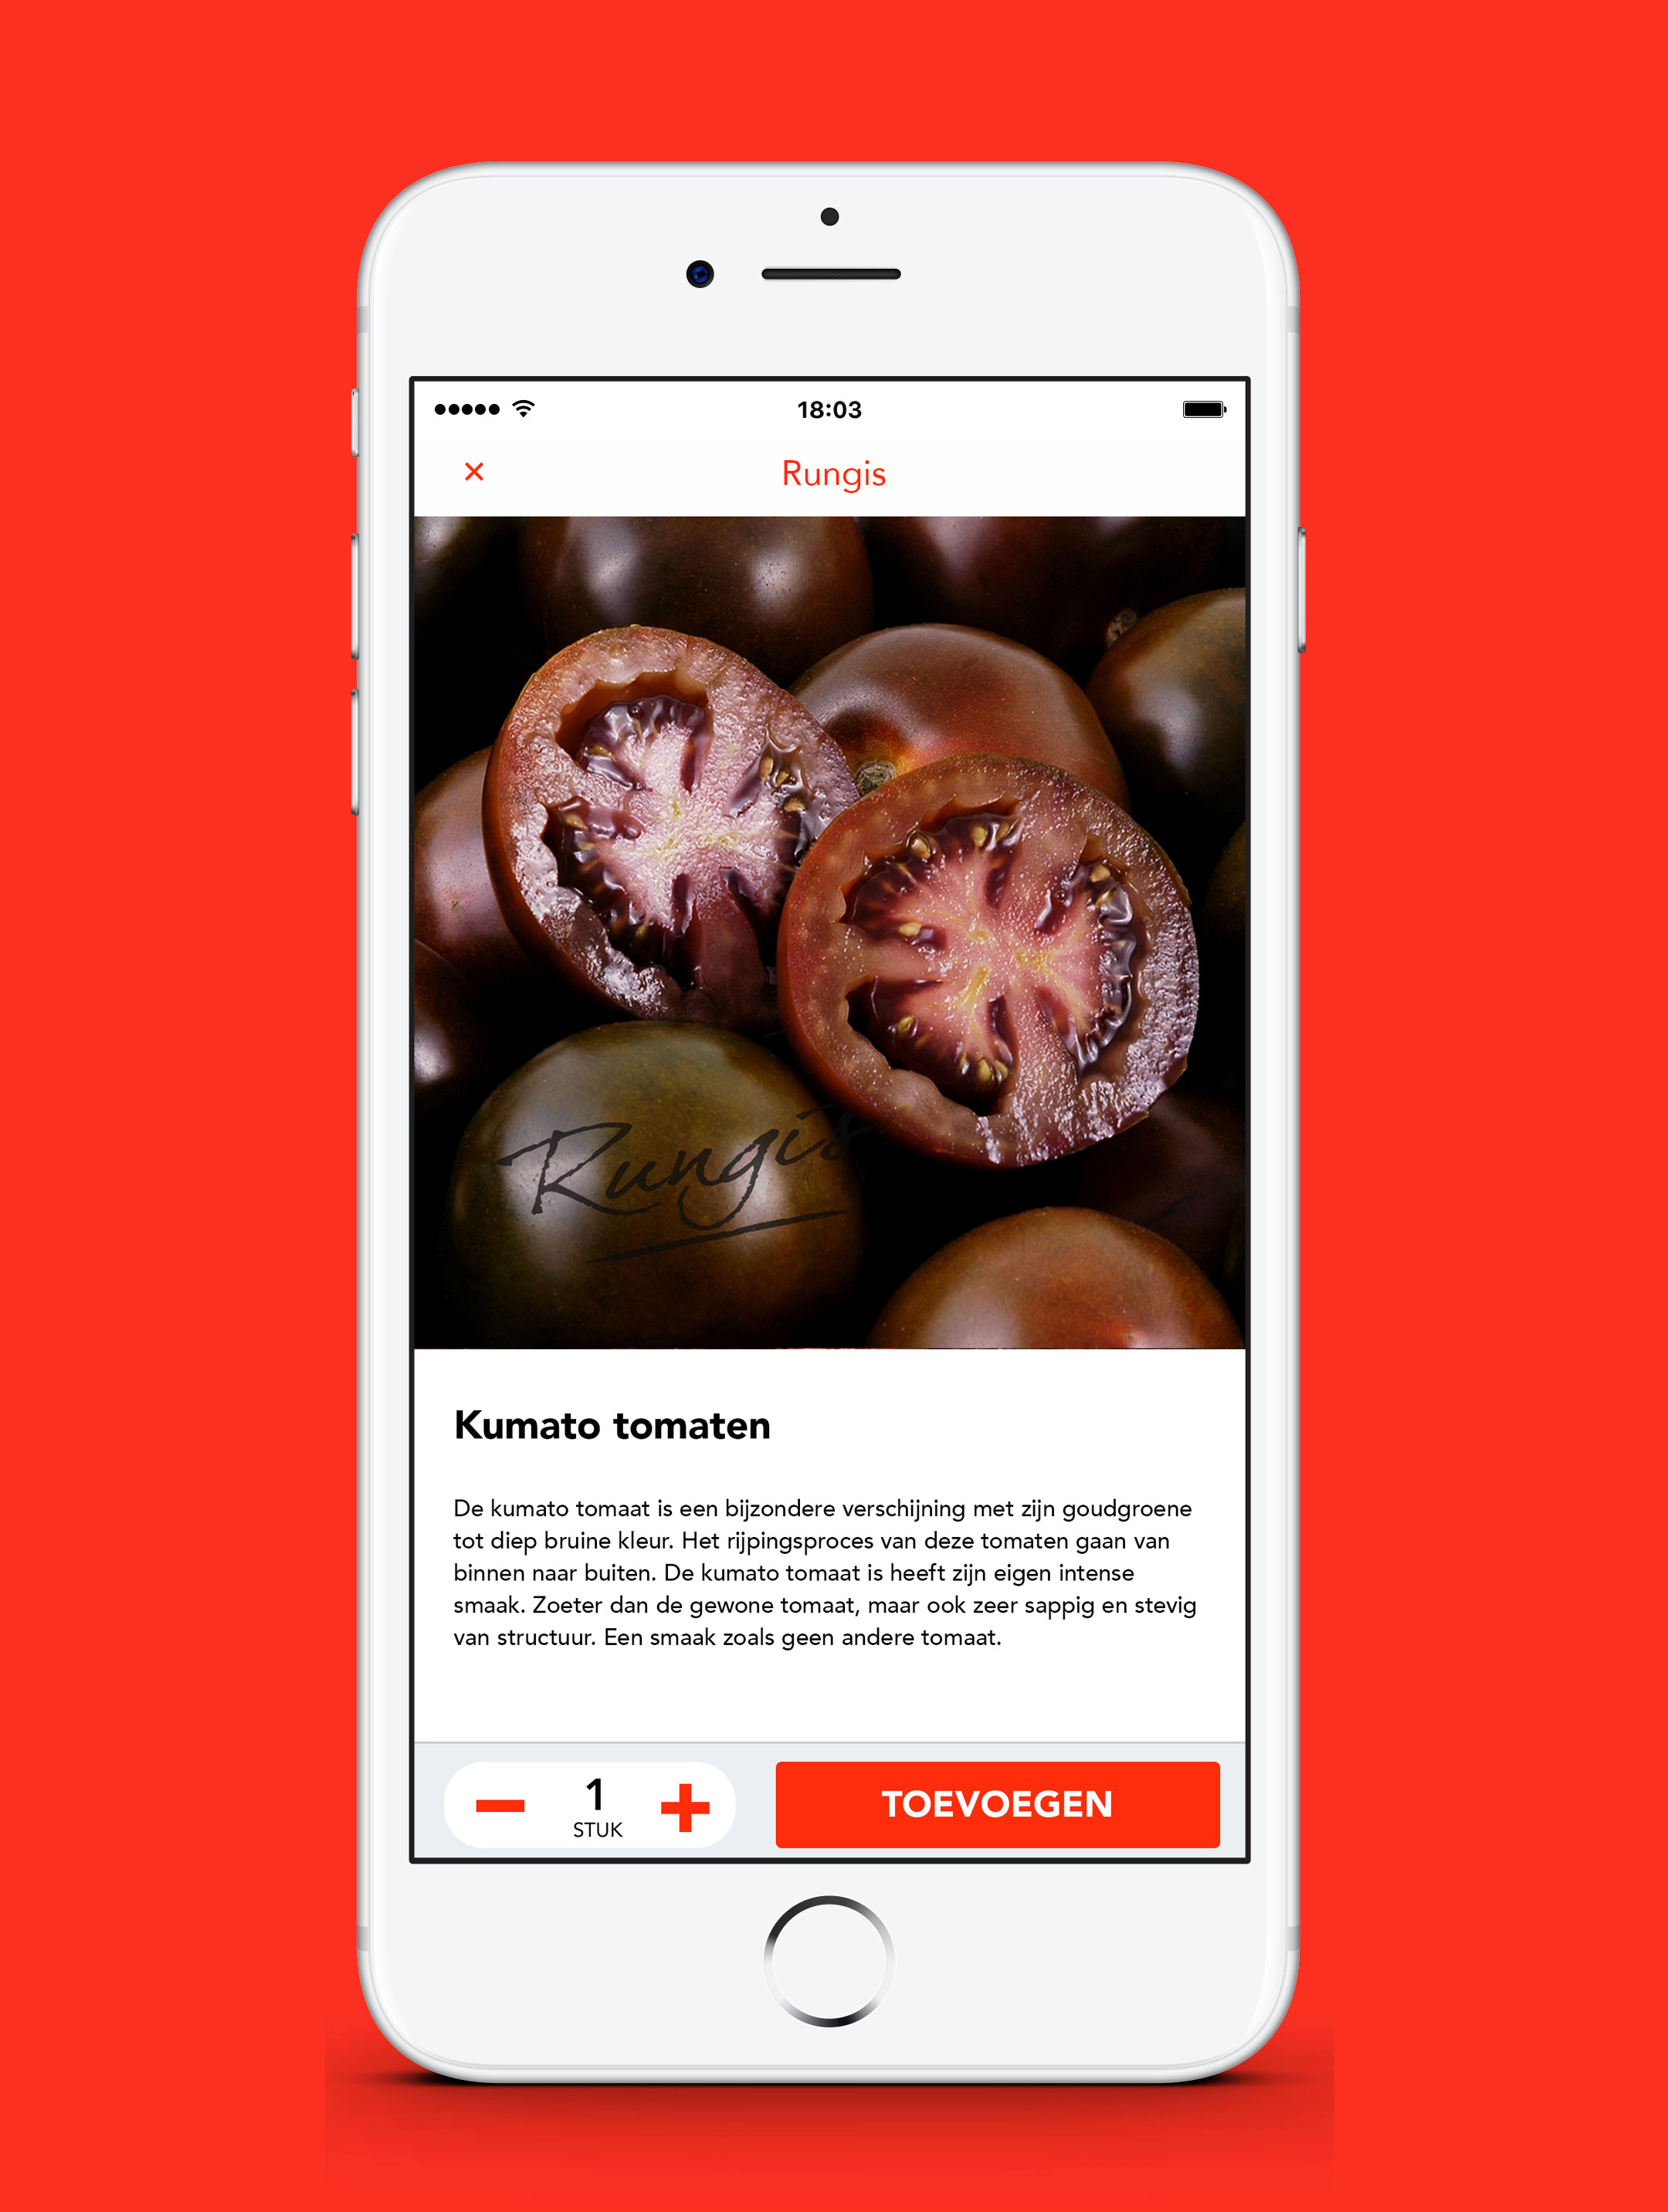 18:03
× Rungis
Rungis
Kumato tomaten
De kumato tomaat is een bijzondere verschijning met zijn goudgroene
tot diep bruine kleur. Het rijpingsproces van deze tomaten gaan van
binnen naar buiten. De kumato tomaat is heeft zijn eigen intense
smaak. Zoeter dan de gewone tomaat, maar ook zeer sappig en stevig
van structuur. Een smaak zoals geen andere tomaat.
1
STUK
TOEVOEGEN